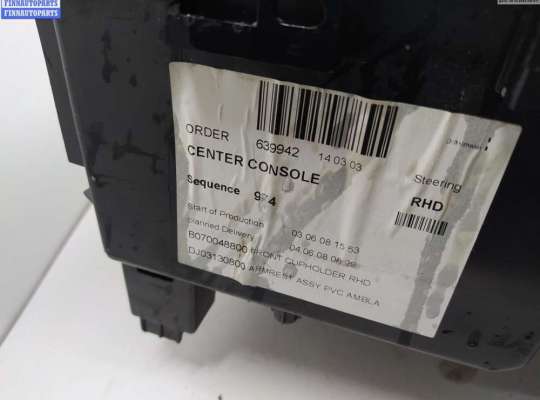 FINNAUTOPARTS
FINNAUTOPARTS
ORDER 639942 14 03 03
CENTER CONSOLE
Steering
Sequence
RHD
Start of Production 03 06 08 15 53
planned Delivery 04.06.08 06
B070048800 FRONT CUPHOLDER RHD
DJ03130800 ARMREST ASSY PVC AMBLA